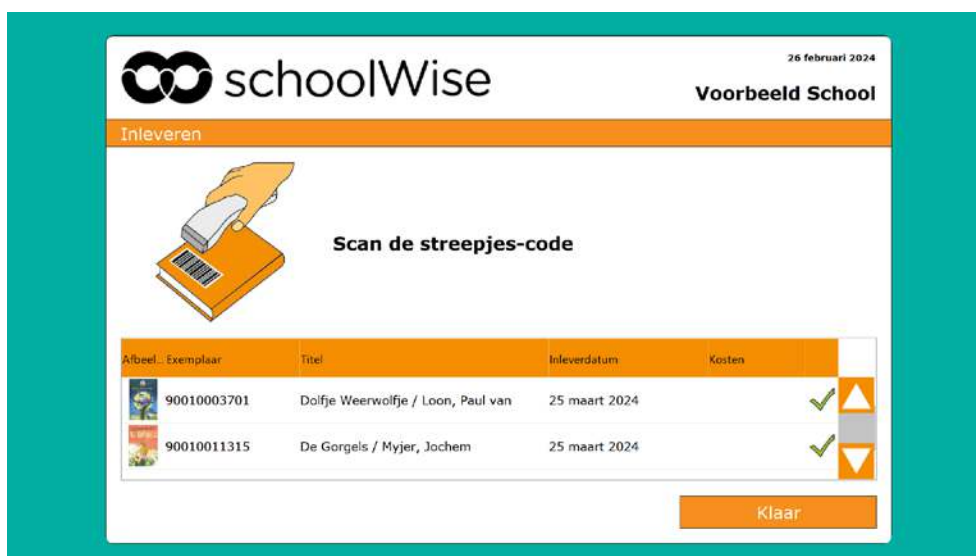 schoolWise
26 februari 2024
Voorbeeld School
Inleveren
Scan de streepjes-code
Afbeel... Exemplaar Titel Inleverdatum Kosten
90010003701 Dolfje Weerwolfje / Loon, Paul van 25 maart 2024
90010011315 De Gorgels / Myjer, Jochem 25 maart 2024
Klaar